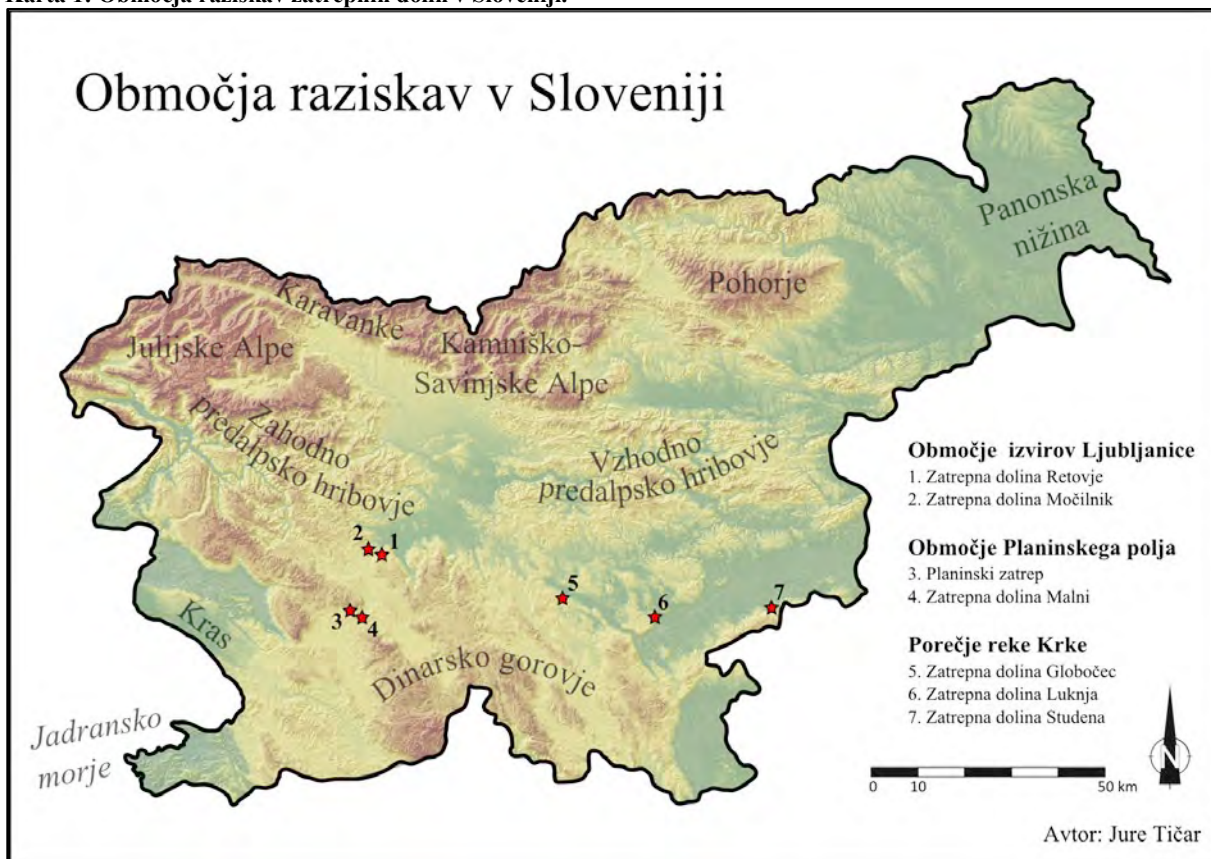 Karta 1: Območja raziskav zatrepnih dolin v Sloveniji.
Območja raziskav v Sloveniji
Panonska
nižina
Pohorje
Karavanke
Julijske Alpe
Kamniško-
Savinjske Alpe
Zahodno
predalpsko hribovje
Vzhodno
predalpsko hribovje
2
1
5
6
7
3
4
Kras
Dinarsko gorovje
Jadransko
morje
Območje izvirov Ljubljanice
1. Zatrepna dolina Retovje
2. Zatrepna dolina Močilnik
Območje Planinskega polja
3. Planinski zatrep
4. Zatrepna dolina Malni
Porečje reke Krke
5. Zatrepna dolina Globočec
6. Zatrepna dolina Luknja
7. Zatrepna dolina Studena
N
0 10 50 km
Avtor: Jure Tičar